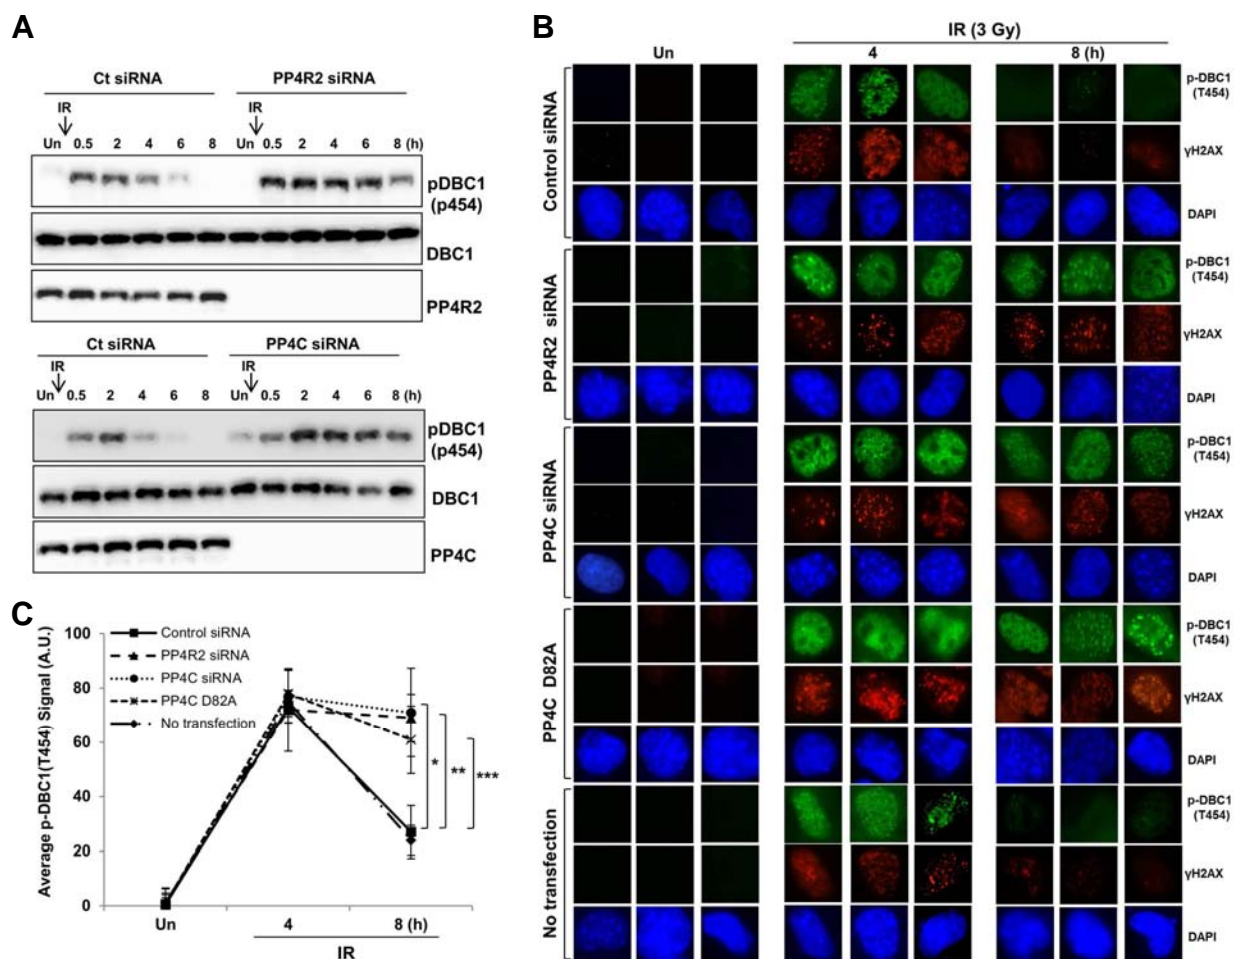 A
Ct siRNA PP4R2 siRNA
IR IR
Un 0.5 2 4 6 8 Un 0.5 2 4 6 8 (h)
pDBC1
(p454)
DBC1
PP4R2
Ct siRNA PP4C siRNA
IR IR
Un 0.5 2 4 6 8 Un 0.5 2 4 6 8 (h)
pDBC1
(p454)
DBC1
PP4C
B
IR (3 Gy)
Un 4 8 (h)
Control siRNA
p-DBC1
(T454)
γH2AX
DAPI
PP4R2 siRNA
p-DBC1
(T454)
γH2AX
DAPI
PP4C siRNA
p-DBC1
(T454)
γH2AX
DAPI
PP4C D82A
p-DBC1
(T454)
γH2AX
DAPI
No transfection
p-DBC1
(T454)
γH2AX
DAPI
C
Average p-DBC1(T454) Signal (A.U.)
100
80
60
40
20
0
Control siRNA
PP4R2 siRNA
PP4C siRNA
PP4C D82A
No transfection
* ** ***
Un 4 8 (h)
IR